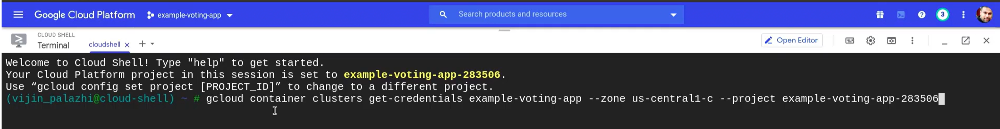 Google Cloud Platform
example-voting-app
Search products and resources
3
CLOUD SHELL
Terminal
cloudshell
Open Editor
Welcome to Cloud Shell! Type "help" to get started.
Your Cloud Platform project in this session is set to example-voting-app-283506.
Use “gcloud config set project [PROJECT_ID]” to change to a different project.
(vijin_palazhi@cloud-shell) ~ # gcloud container clusters get-credentials example-voting-app --zone us-central1-c --project example-voting-app-283506